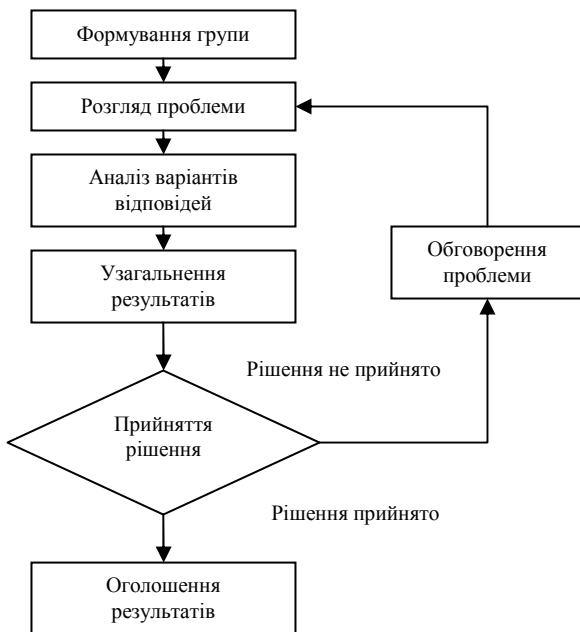 Формування групи
Розгляд проблеми
Аналіз варіантів
відповідей
Узагальнення
результатів
Обговорення
проблеми
Рішення не прийнято
Прийняття
рішення
Рішення прийнято
Оголошення
результатів